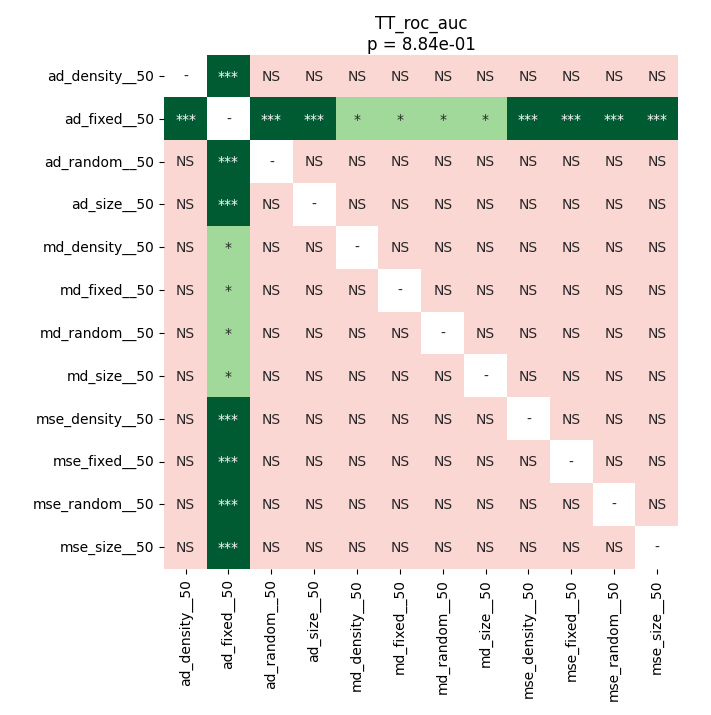 TT_roc_auc
p = 8.84e-01
ad_density__50 - *** NS NS NS NS NS NS NS NS NS NS
ad_fixed__50 *** - *** *** * * * * *** *** *** ***
ad_random__50 NS *** - NS NS NS NS NS NS NS NS NS
ad_size__50 NS *** NS - NS NS NS NS NS NS NS NS
md_density__50 NS * NS NS - NS NS NS NS NS NS NS
md_fixed__50 NS * NS NS NS - NS NS NS NS NS NS
md_random__50 NS * NS NS NS NS - NS NS NS NS NS
md_size__50 NS * NS NS NS NS NS - NS NS NS NS
mse_density__50 NS *** NS NS NS NS NS NS - NS NS NS
mse_fixed__50 NS *** NS NS NS NS NS NS NS - NS NS
mse_random__50 NS *** NS NS NS NS NS NS NS NS - NS
mse_size__50 NS *** NS NS NS NS NS NS NS NS NS -
ad_density__50
ad_fixed__50
ad_random__50
ad_size__50
md_density__50
md_fixed__50
md_random__50
md_size__50
mse_density__50
mse_fixed__50
mse_random__50
mse_size__50